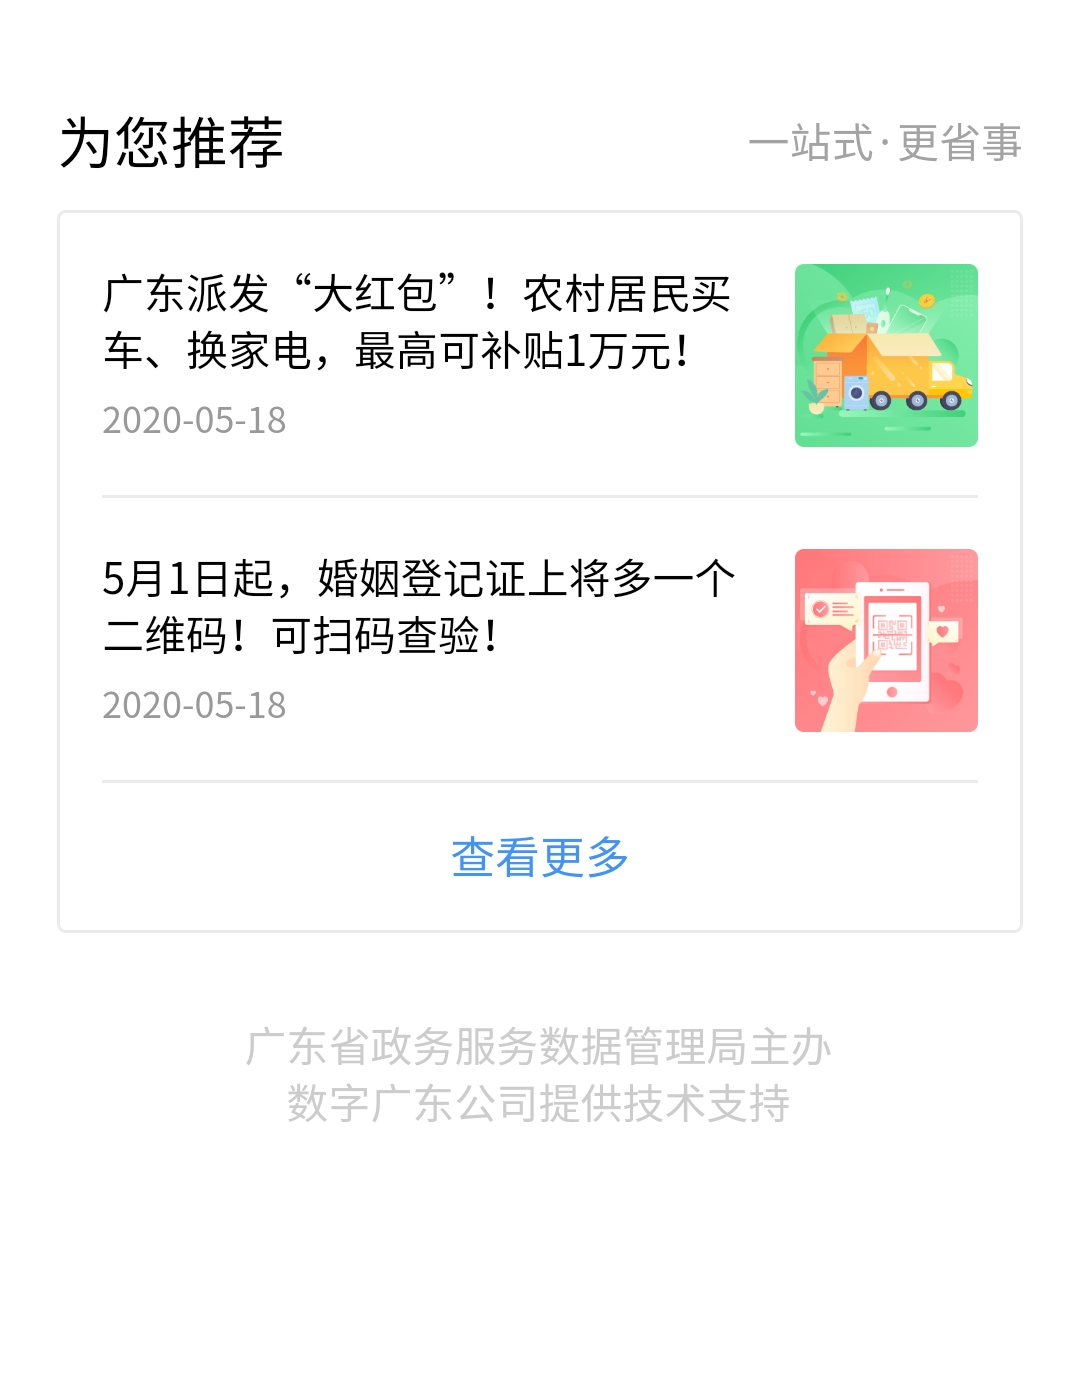 为您推荐
一站式·更省事
广东派发“大红包”！农村居民买
车、换家电，最高可补贴1万元！
2020-05-18
5月1日起，婚姻登记证上将多一个
二维码！可扫码查验！
2020-05-18
查看更多
广东省政务服务数据管理局主办
数字广东公司提供技术支持